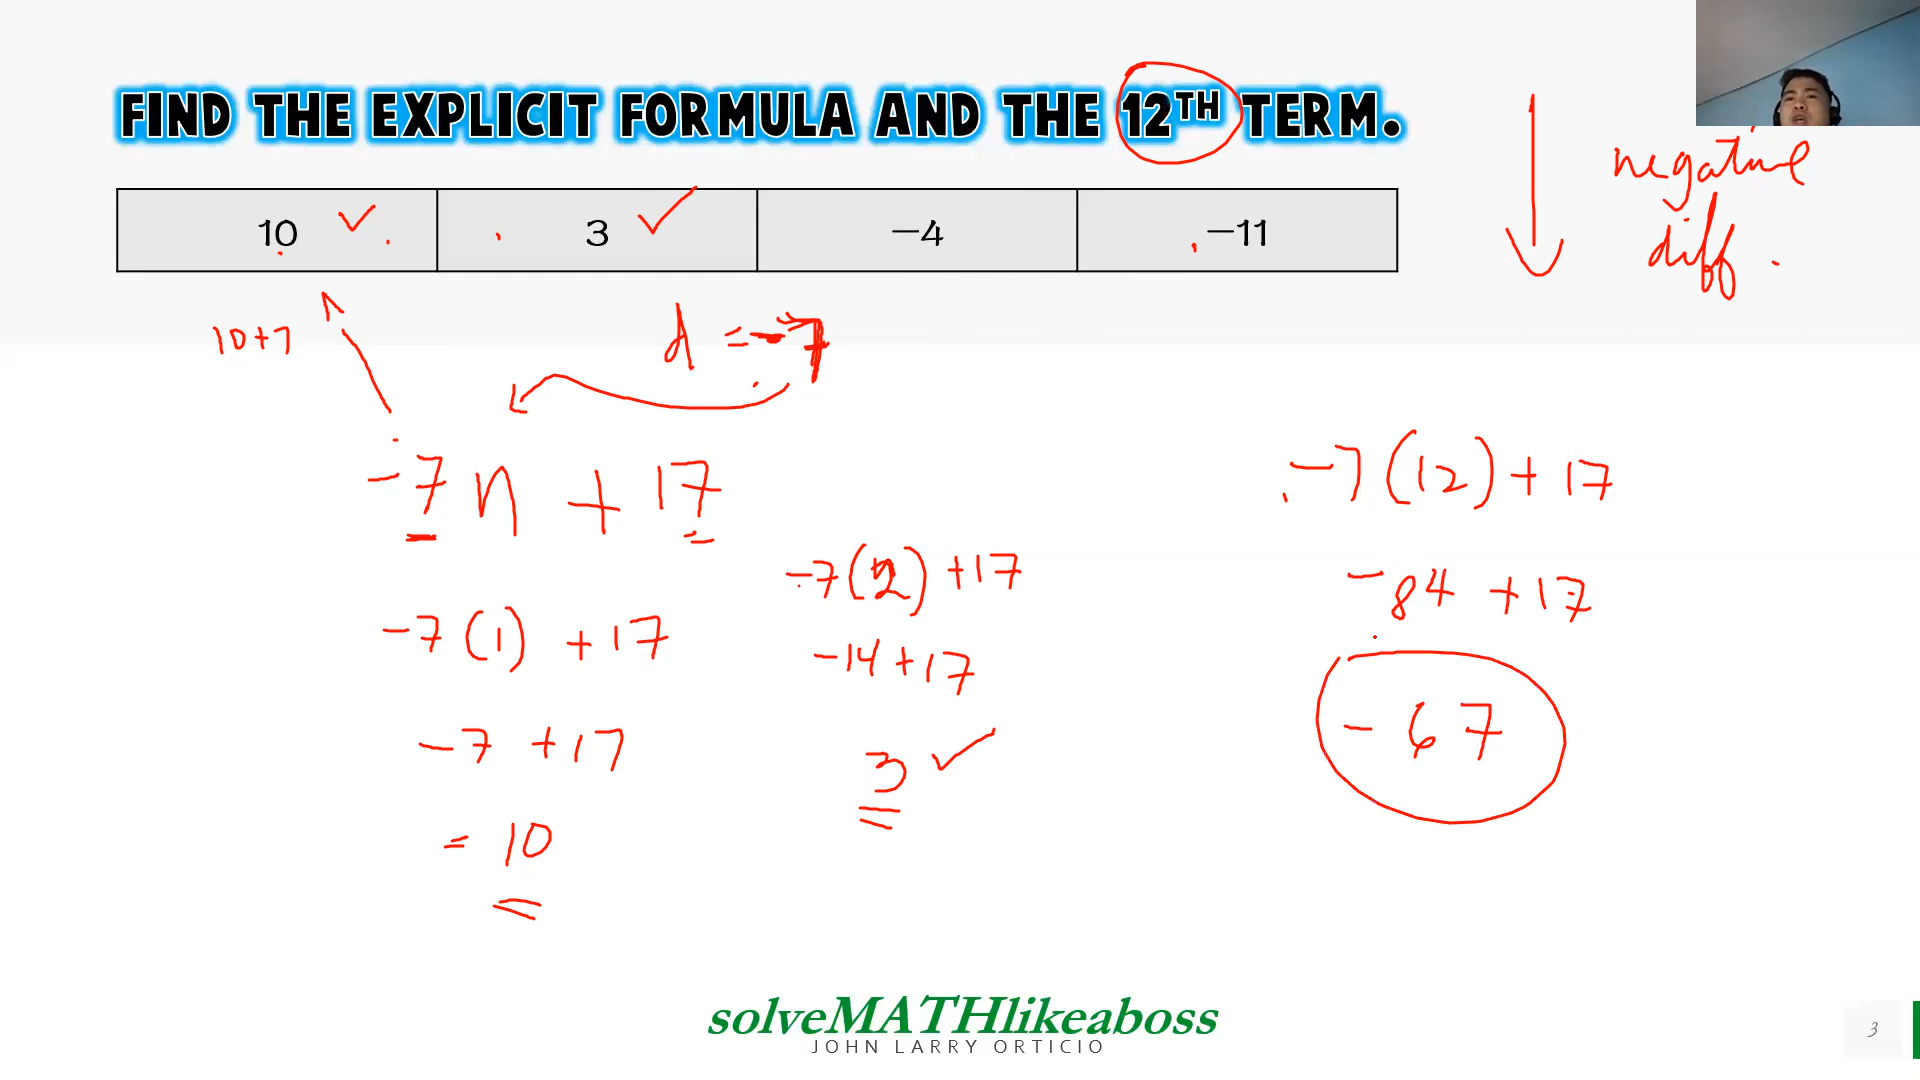 FIND THE EXPLICIT FORMULA AND THE 12TH TERM.
negative
diff.
10 3 −4 −11
10+7
d = -7
-7n + 17
-7(12) + 17
-7(2) +17
-84 + 17
-7(1) + 17
-14 + 17
-67
-7 + 17
3
= 10
solveMATHlikeaboss
JOHN LARRY ORTICIO
3